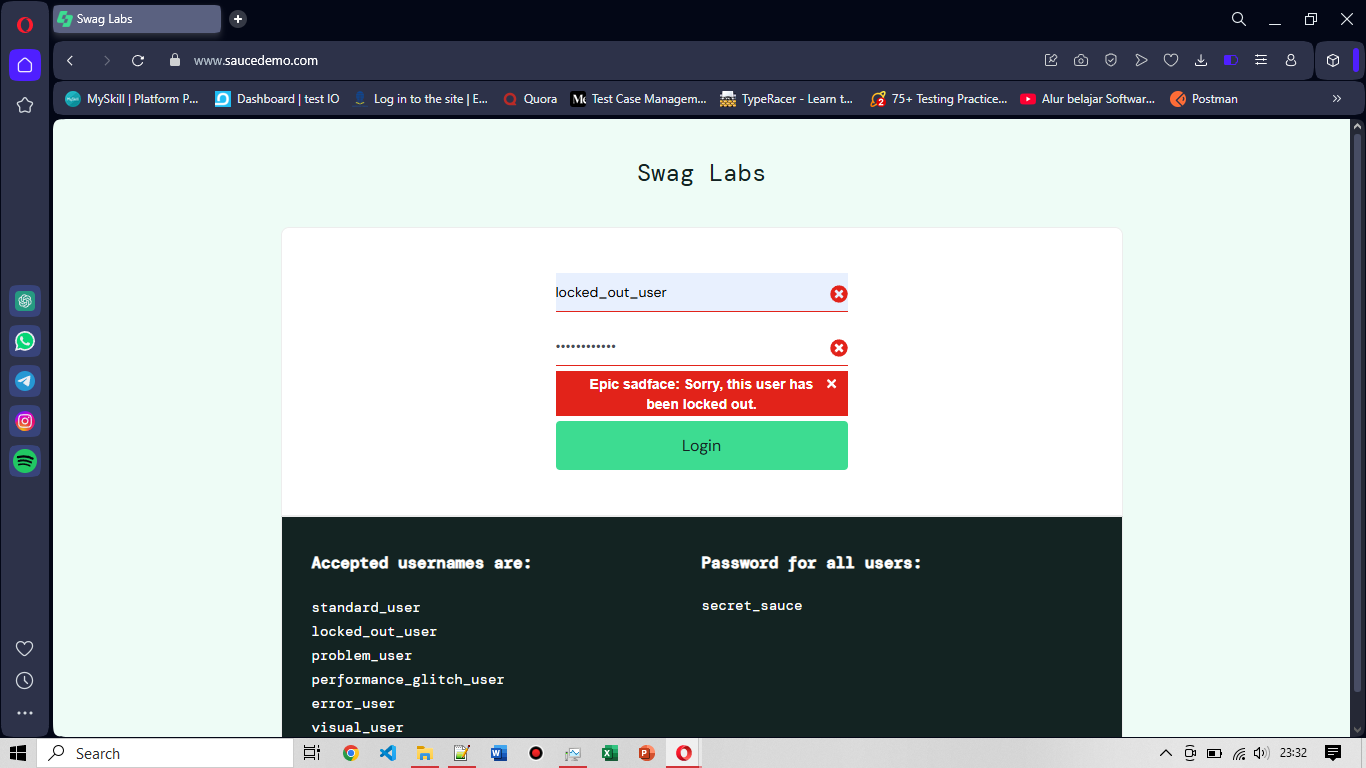 Swag Labs
www.saucedemo.com
MySkill | Platform P...
Dashboard | test IO
Log in to the site | E...
Quora
Test Case Managem...
TypeRacer - Learn t...
75+ Testing Practice...
Alur belajar Softwar...
Postman
Swag Labs
locked_out_user
Epic sadface: Sorry, this user has
been locked out.
Login
Accepted usernames are:
standard_user
locked_out_user
problem_user
performance_glitch_user
error_user
visual_user
Password for all users:
secret_sauce
Search
23:32